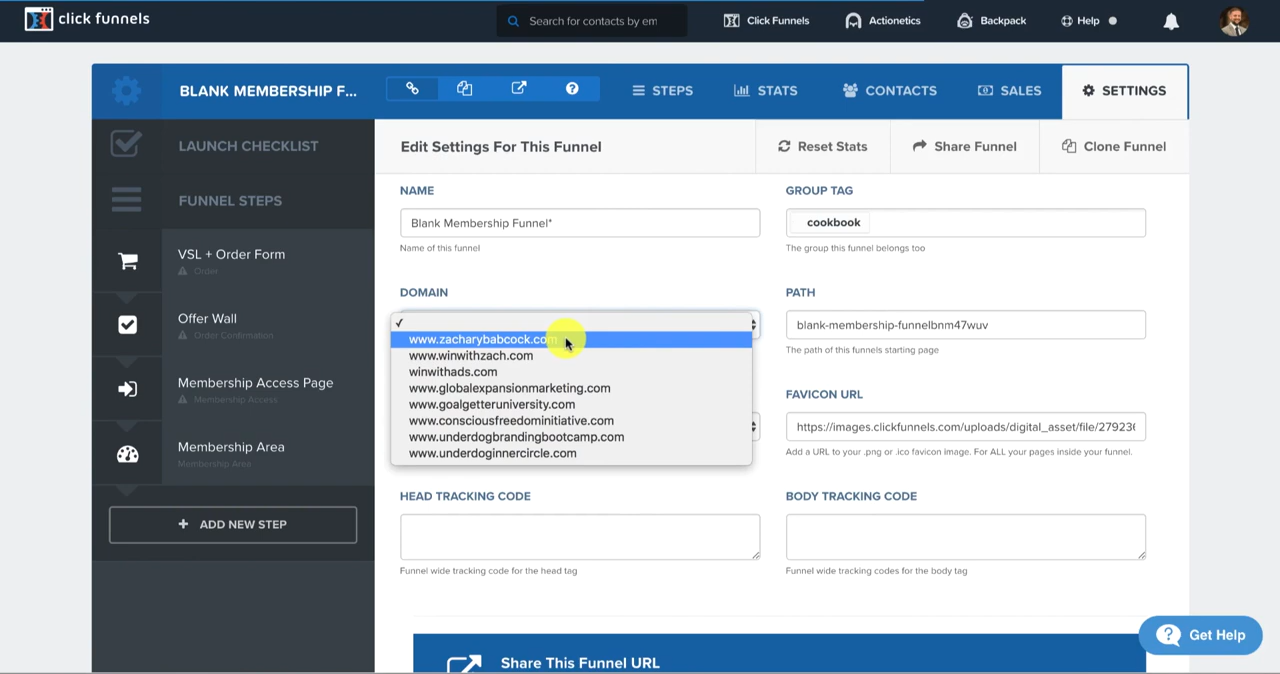 click funnels
Search for contacts by em
Click Funnels
Actionetics
Backpack
Help
BLANK MEMBERSHIP F...
STEPS
STATS
CONTACTS
SALES
SETTINGS
LAUNCH CHECKLIST
FUNNEL STEPS
VSL + Order Form
Order
Offer Wall
Order Confirmation
Membership Access Page
Membership Access
Membership Area
Membership Area
+ ADD NEW STEP
Edit Settings For This Funnel
Reset Stats
Share Funnel
Clone Funnel
NAME
Blank Membership Funnel*
Name of this funnel
GROUP TAG
cookbook
The group this funnel belongs too
DOMAIN
✓
www.zacharybabcock.com
www.winwithzach.com
winwithads.com
www.globalexpansionmarketing.com
www.goalgetteruniversity.com
www.consciousfreedominitiative.com
www.underdogbrandingbootcamp.com
www.underdoginnercircle.com
PATH
blank-membership-funnelbnm47wuv
The path of this funnels starting page
FAVICON URL
https://images.clickfunnels.com/uploads/digital_asset/file/27923
Add a URL to your .png or .ico favicon image. For ALL your pages inside your funnel.
HEAD TRACKING CODE
Funnel wide tracking code for the head tag
BODY TRACKING CODE
Funnel wide tracking codes for the body tag
Share This Funnel URL
Get Help